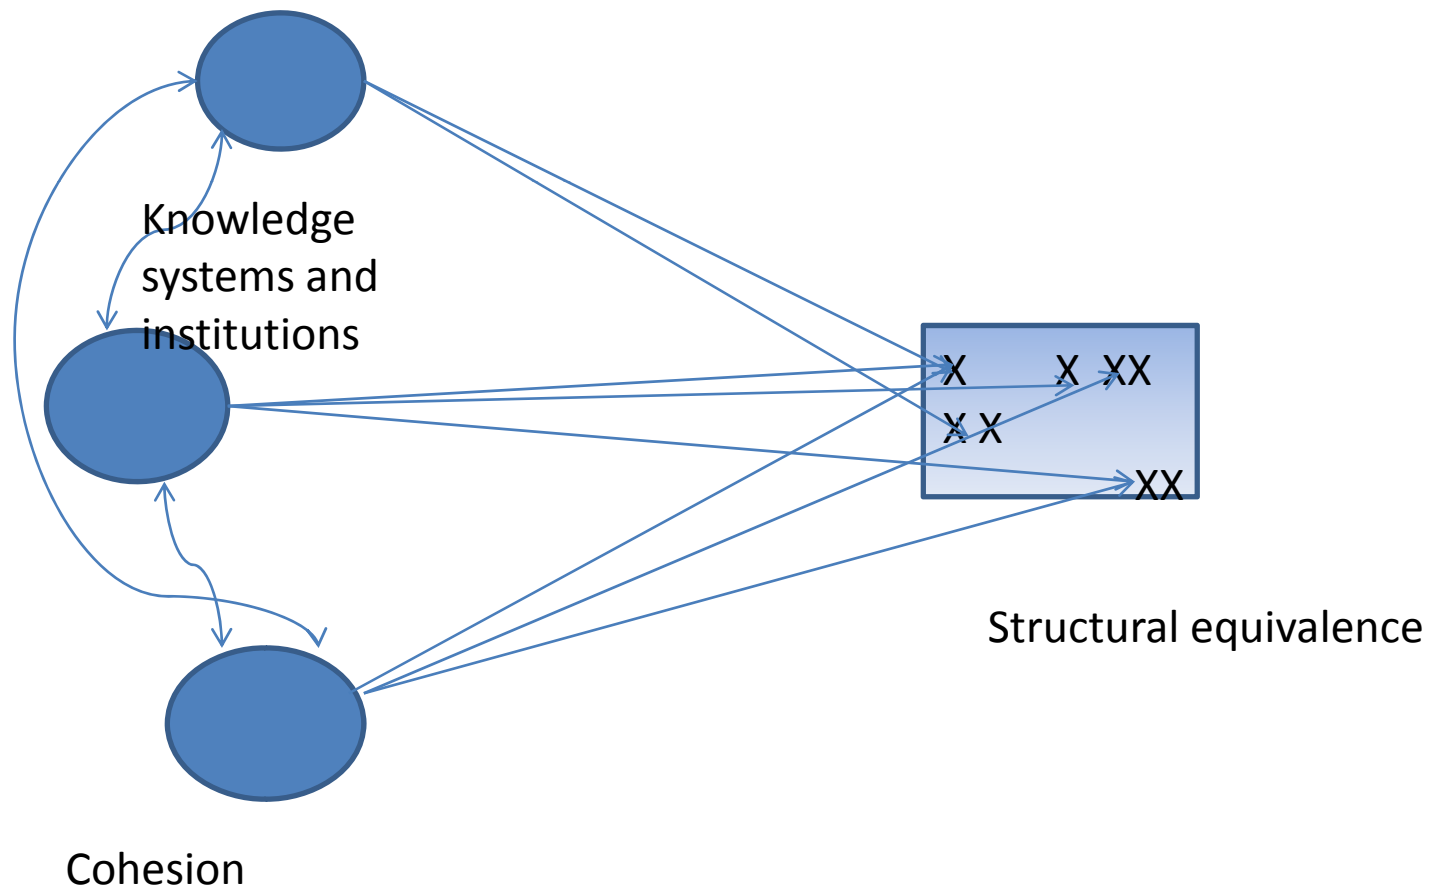 Knowledge
systems and
institutions
X X XX
X X
XX
Structural equivalence
Cohesion